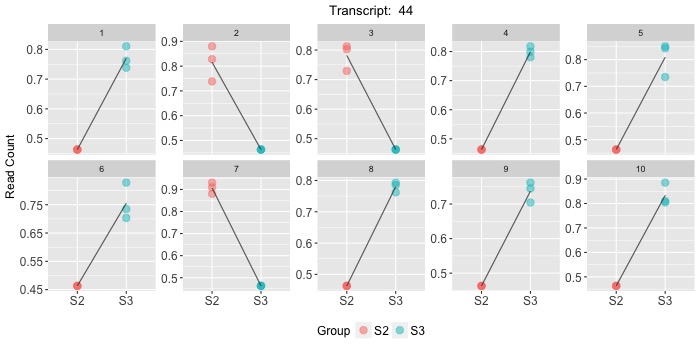 Transcript: 44
Read Count
1 2 3 4 5
0.8 0.9 0.8 0.8 0.8
0.7 0.8 0.7 0.7 0.7
0.6 0.7 0.6 0.6 0.6
0.5 0.6 0.5 0.5 0.5
0.5
6 7 8 9 10
0.75 0.9 0.8 0.7 0.9
0.65 0.8 0.7 0.6 0.8
0.55 0.7 0.6 0.5 0.7
0.45 0.6 0.5 0.6
0.5 0.5
S2 S3 S2 S3 S2 S3 S2 S3 S2 S3
Group S2 S3